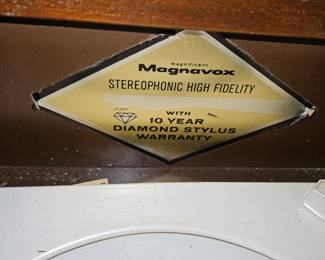 magnificent
Magnavox
STEREOPHONIC HIGH FIDELITY
WITH
10 YEAR
DIAMOND STYLUS
WARRANTY